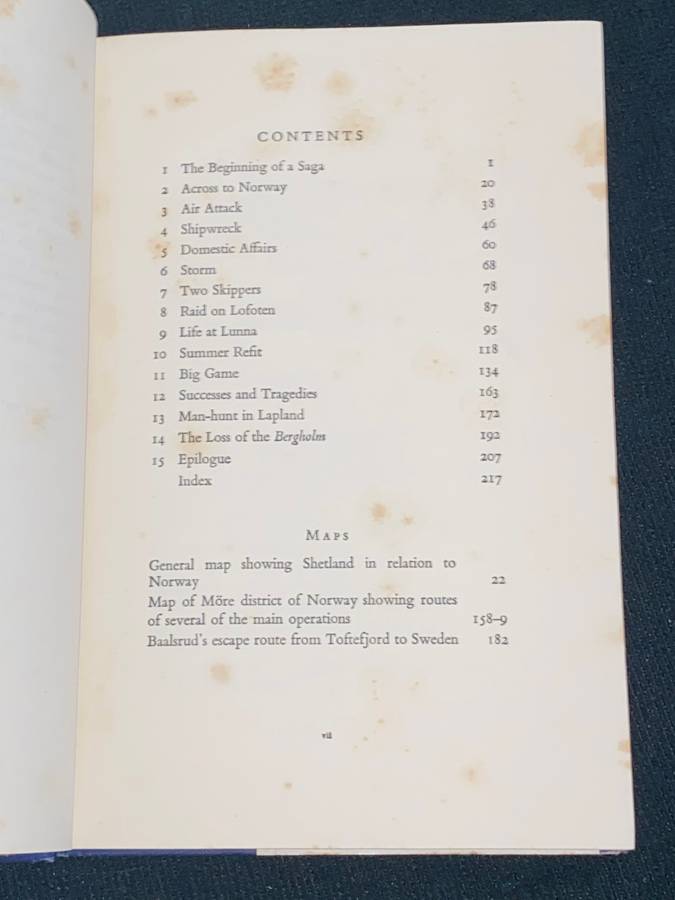 CONTENTS
1 The Beginning of a Saga 1
2 Across to Norway 20
3 Air Attack 38
4 Shipwreck 46
5 Domestic Affairs 60
6 Storm 68
7 Two Skippers 78
8 Raid on Lofoten 87
9 Life at Lunna 95
10 Summer Refit 118
11 Big Game 134
12 Successes and Tragedies 163
13 Man-hunt in Lapland 172
14 The Loss of the Bergholm 192
15 Epilogue 207
Index 217
MAPS
General map showing Shetland in relation to
Norway 22
Map of Möre district of Norway showing routes
of several of the main operations 158–9
Baalsrud's escape route from Toftefjord to Sweden 182
vii